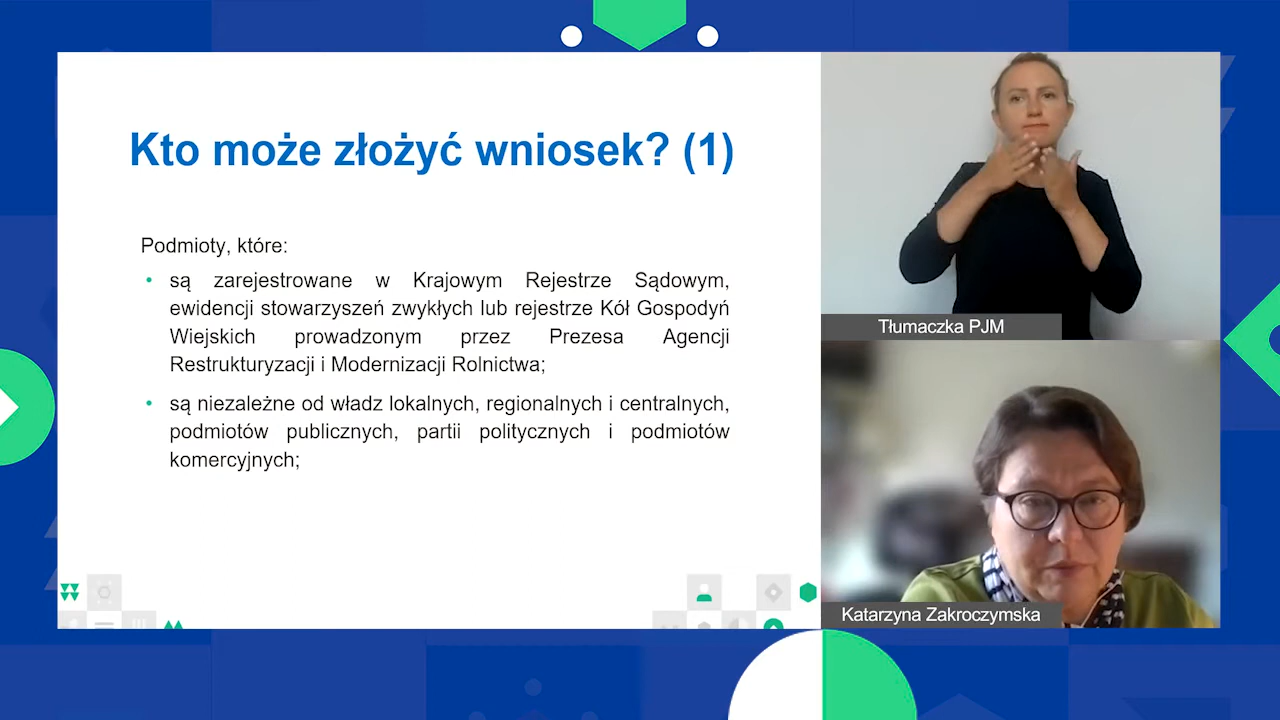 Kto może złożyć wniosek? (1)
Podmioty, które:
• są zarejestrowane w Krajowym Rejestrze Sądowym,
ewidencji stowarzyszeń zwykłych lub rejestrze Kół Gospodyń
Wiejskich prowadzonym przez Prezesa Agencji
Restrukturyzacji i Modernizacji Rolnictwa;
• są niezależne od władz lokalnych, regionalnych i centralnych,
podmiotów publicznych, partii politycznych i podmiotów
komercyjnych;
Tłumaczka PJM
Katarzyna Zakroczymska